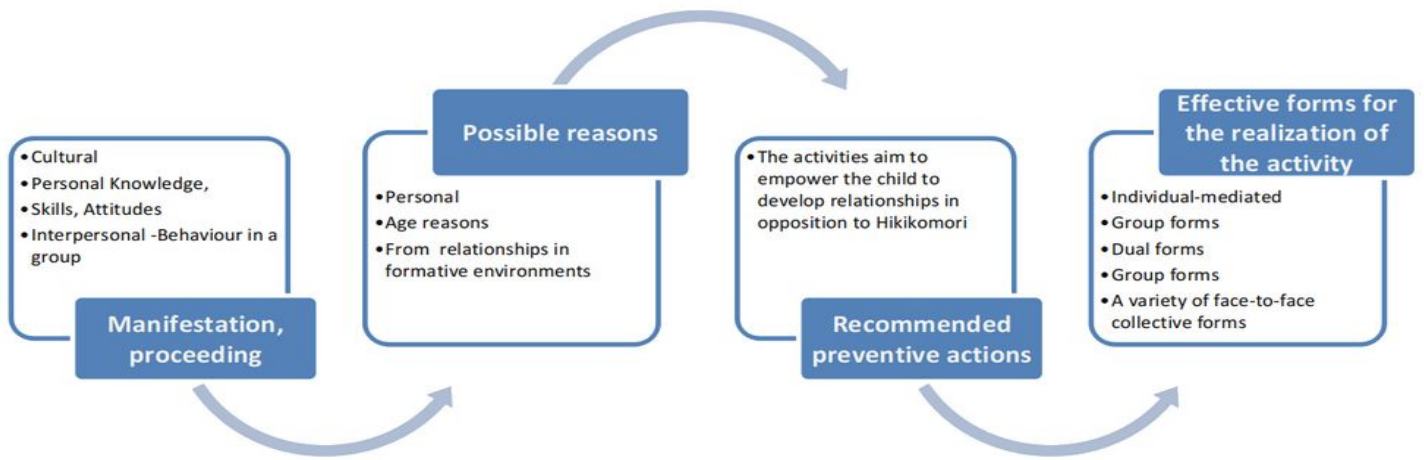 • Cultural
• Personal Knowledge,
• Skills, Attitudes
• Interpersonal -Behaviour in a
group
Manifestation,
proceeding
Possible reasons
• Personal
• Age reasons
• From relationships in
formative environments
• The activities aim to
empower the child to
develop relationships in
opposition to Hikikomori
Recommended
preventive actions
Effective forms for
the realization of
the activity
• Individual-mediated
• Group forms
• Dual forms
• Group forms
• A variety of face-to-face
collective forms